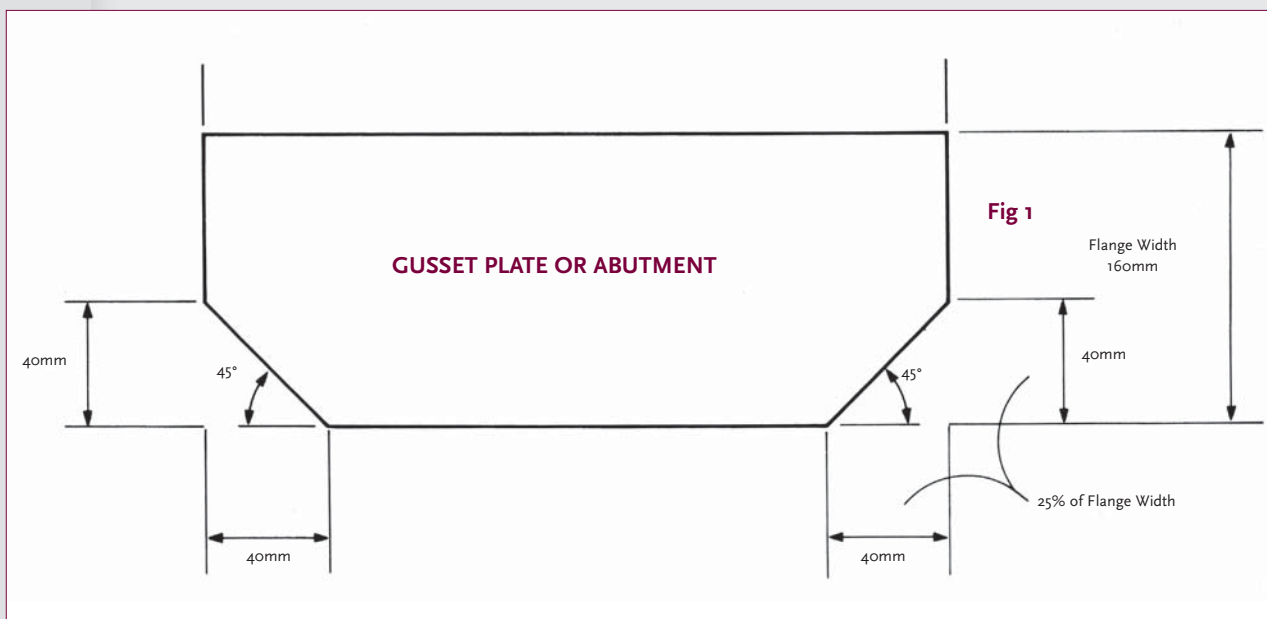 Fig 1
Flange Width
160mm
GUSSET PLATE OR ABUTMENT
40mm
45°
45°
40mm
25% of Flange Width
40mm
40mm